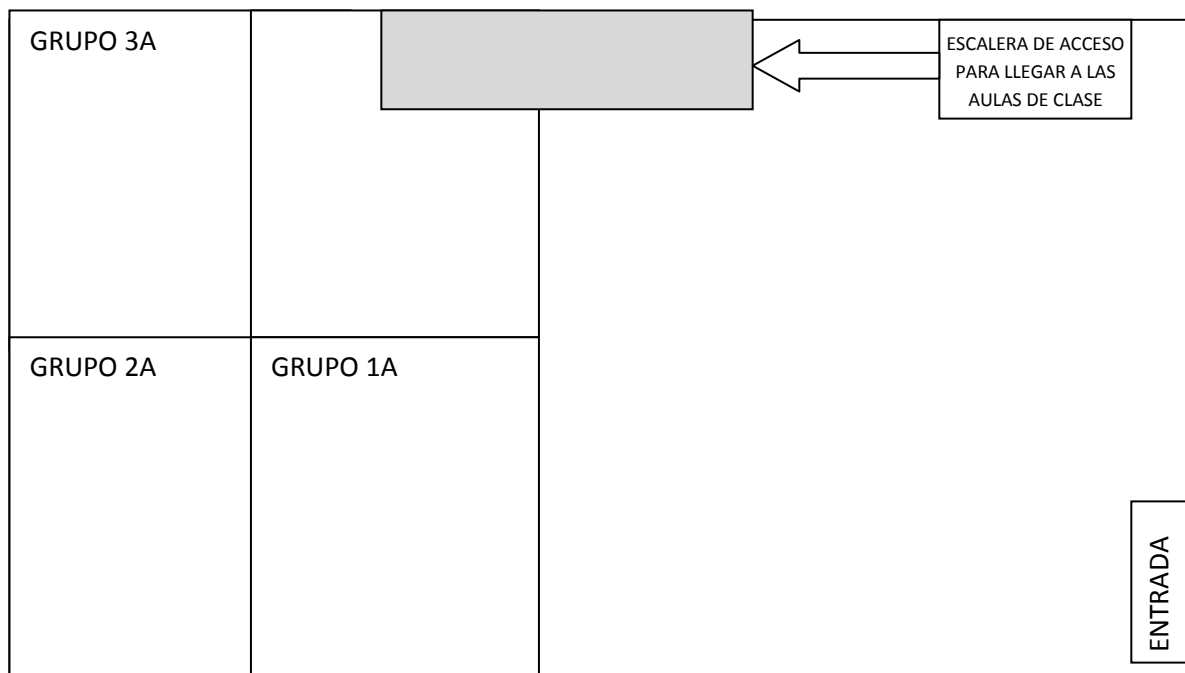 GRUPO 3A
ESCALERA DE ACCESO
PARA LLEGAR A LAS
AULAS DE CLASE
GRUPO 2A
GRUPO 1A
ENTRADA